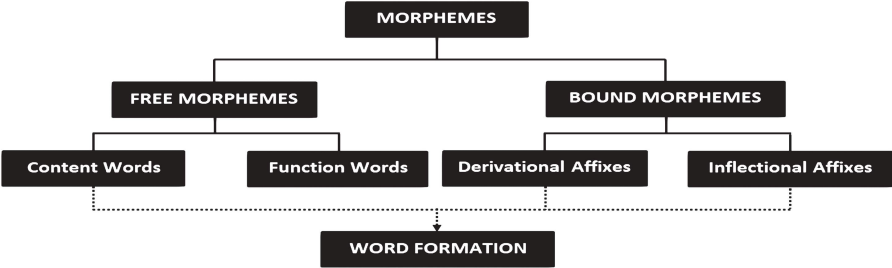 MORPHEMES
FREE MORPHEMES
BOUND MORPHEMES
Content Words
Function Words
Derivational Affixes
Inflectional Affixes
WORD FORMATION